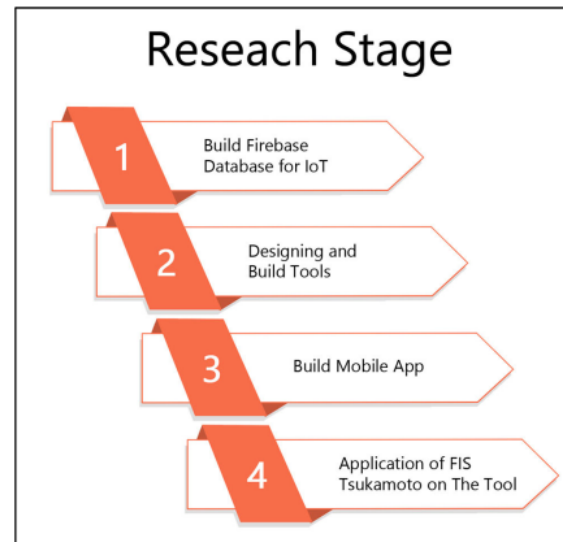 Reseach Stage
1
Build Firebase
Database for IoT
2
Designing and
Build Tools
3
Build Mobile App
4
Application of FIS
Tsukamoto on The Tool